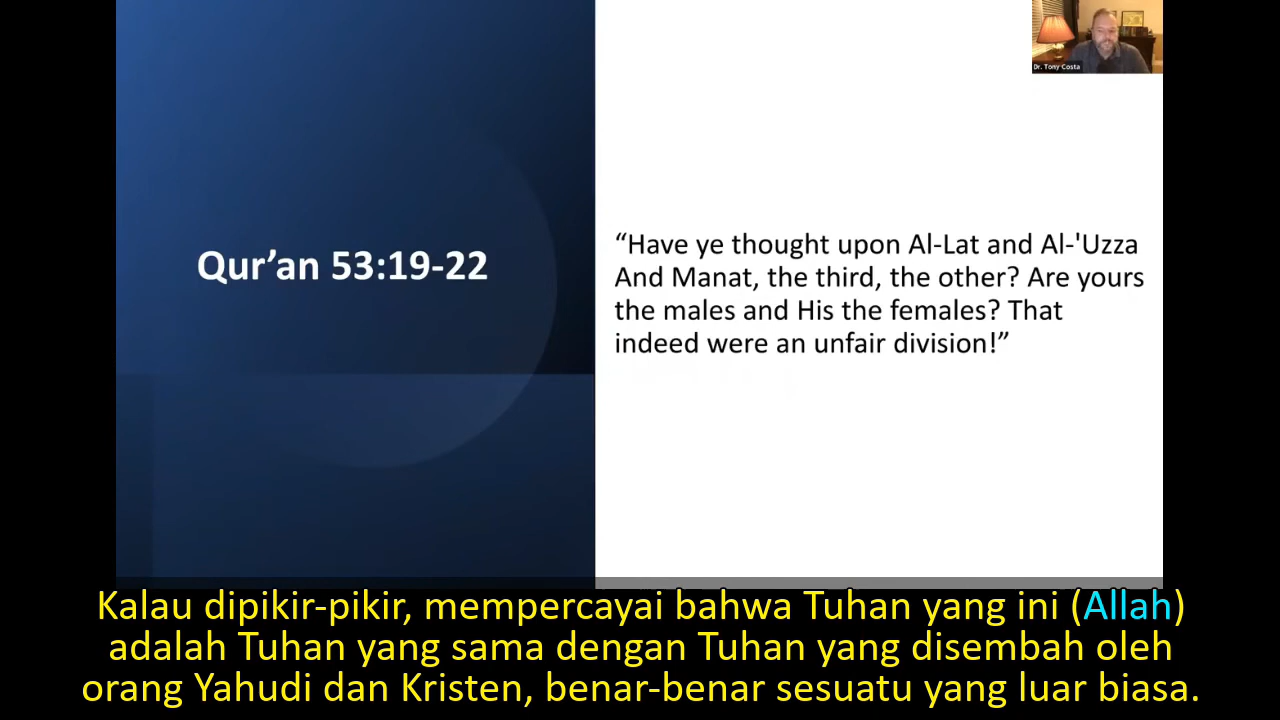 Dr. Tony Costa
Qur’an 53:19-22
“Have ye thought upon Al-Lat and Al-'Uzza
And Manat, the third, the other? Are yours
the males and His the females? That
indeed were an unfair division!”
Kalau dipikir-pikir, mempercayai bahwa Tuhan yang ini (Allah)
adalah Tuhan yang sama dengan Tuhan yang disembah oleh
orang Yahudi dan Kristen, benar-benar sesuatu yang luar biasa.